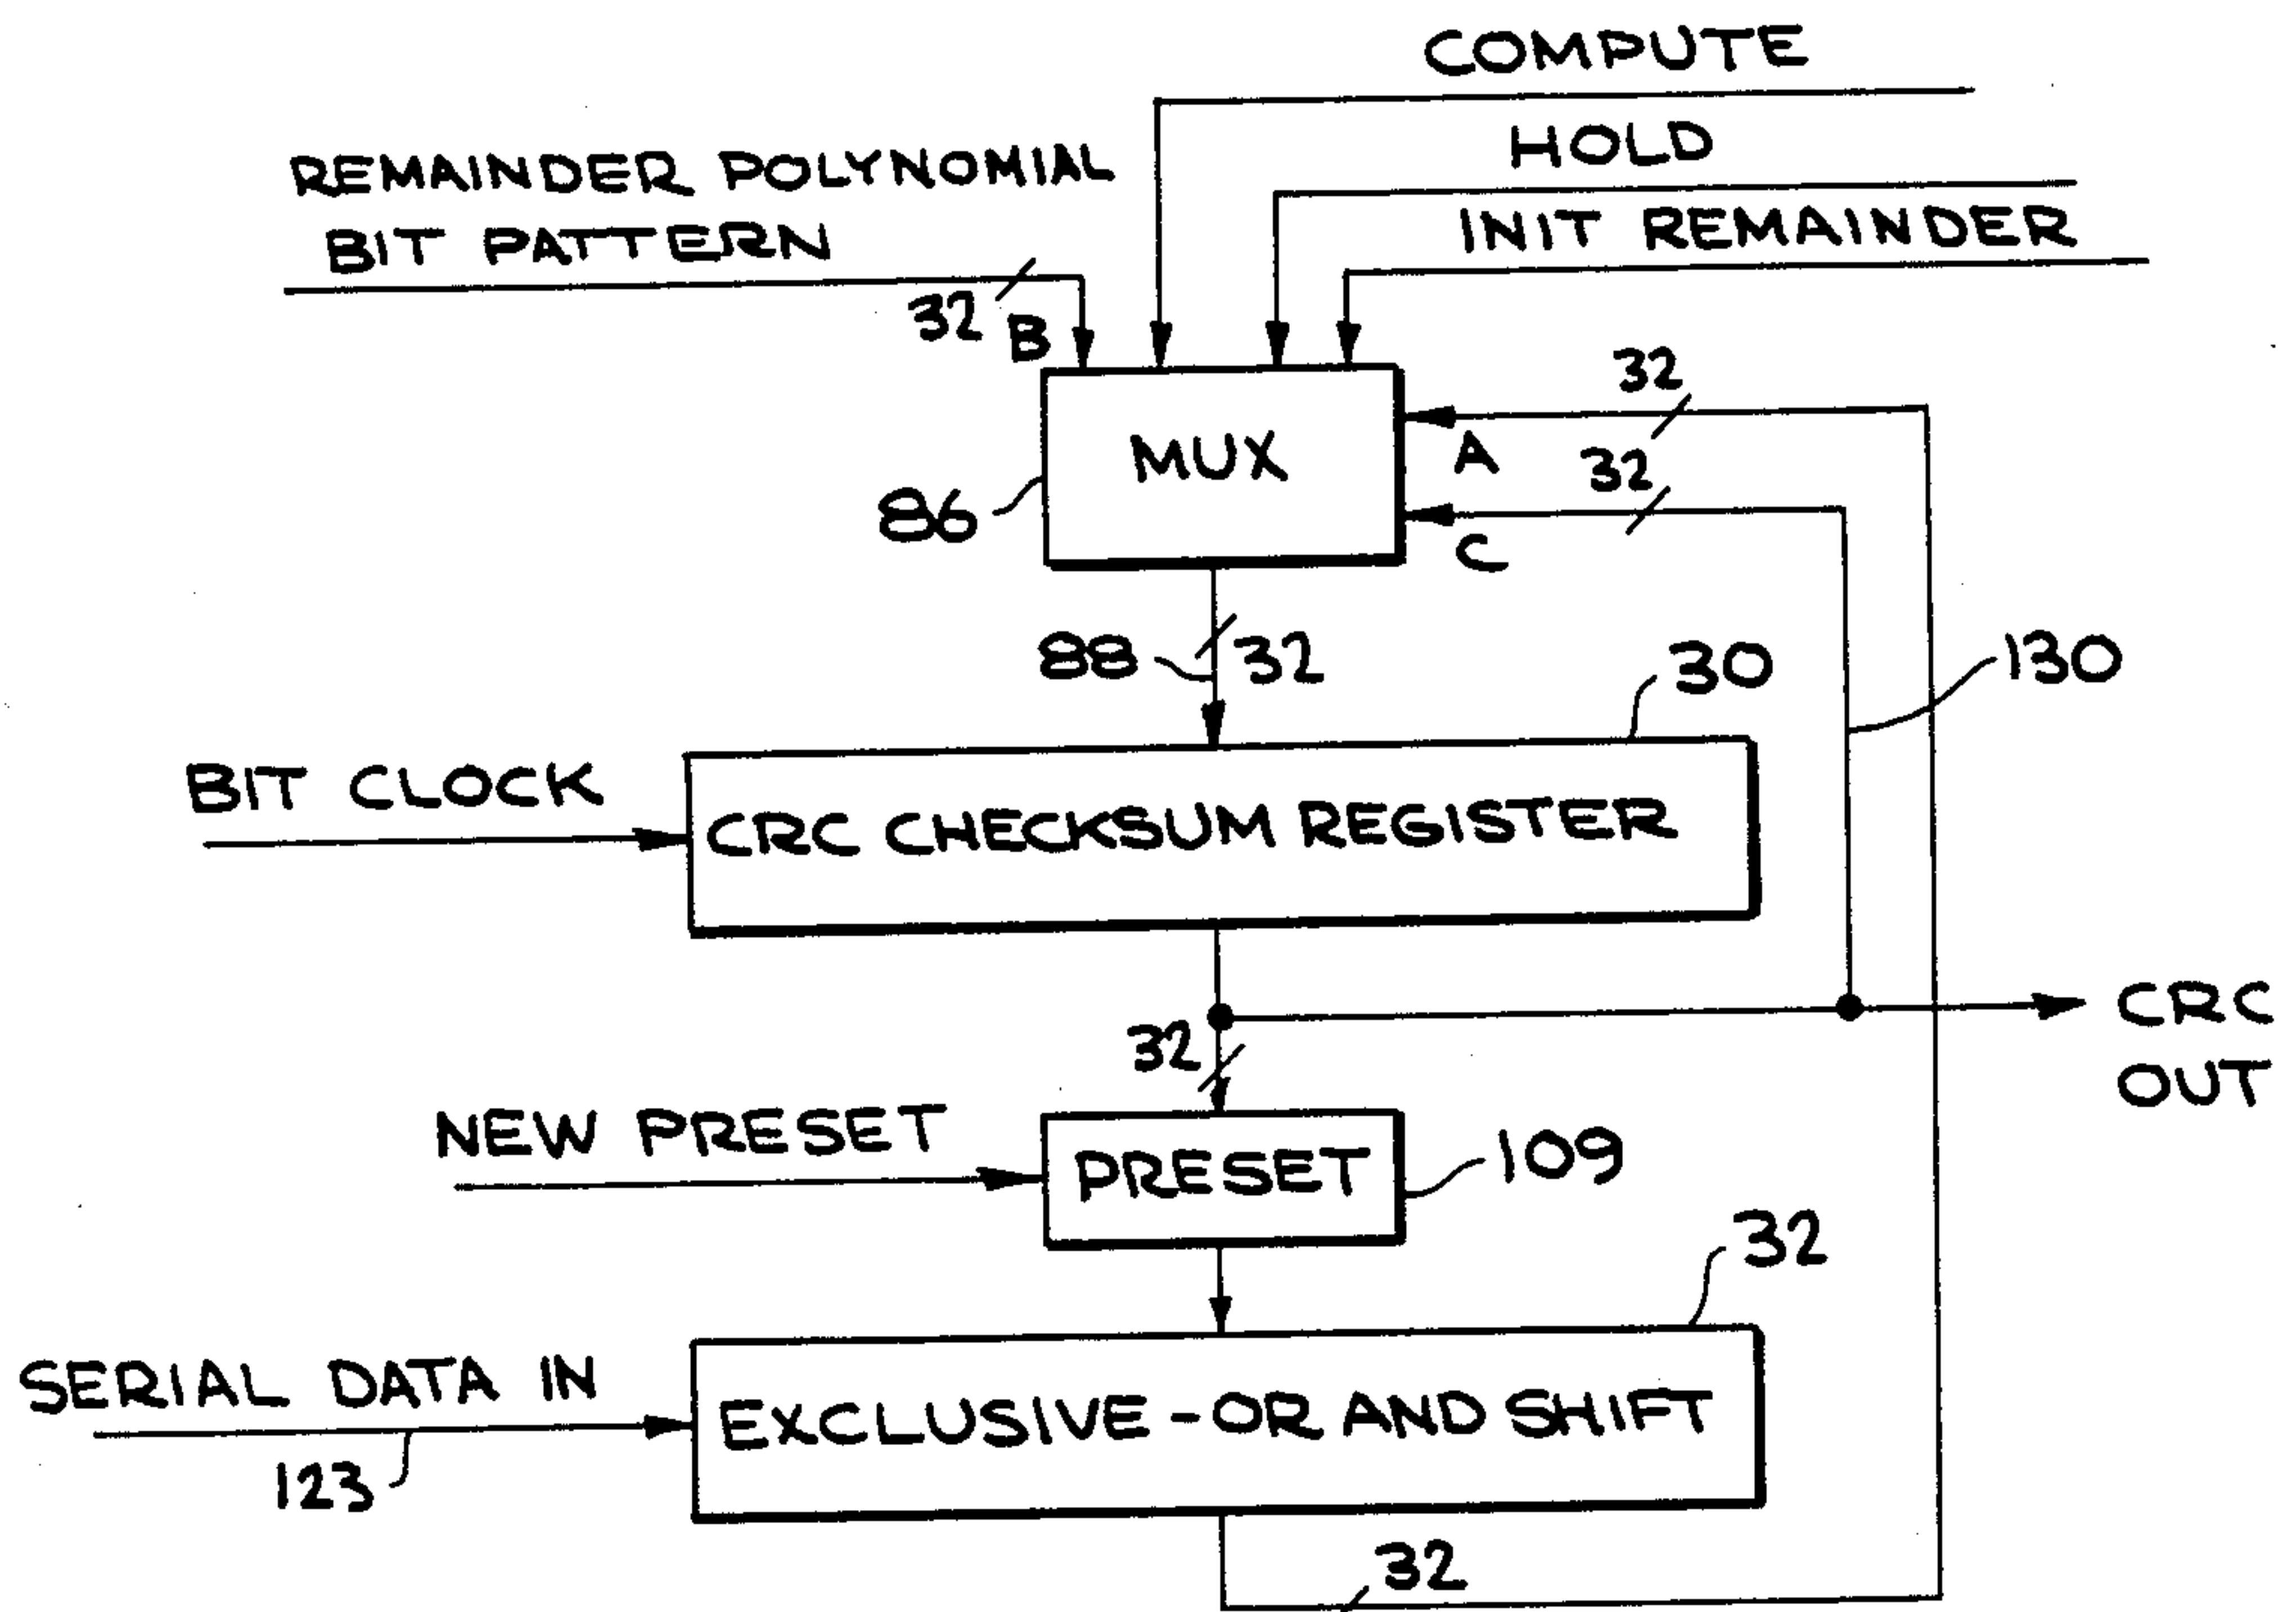 COMPUTE
HOLD
REMAINDER POLYNOMIAL
BIT PATTERN
INIT REMAINDER
32
B
32
MUX
A
32
86
C
88
32
30
130
BIT CLOCK
CRC CHECKSUM REGISTER
CRC
OUT
32
NEW PRESET
PRESET
109
32
SERIAL DATA IN
EXCLUSIVE-OR AND SHIFT
123
32